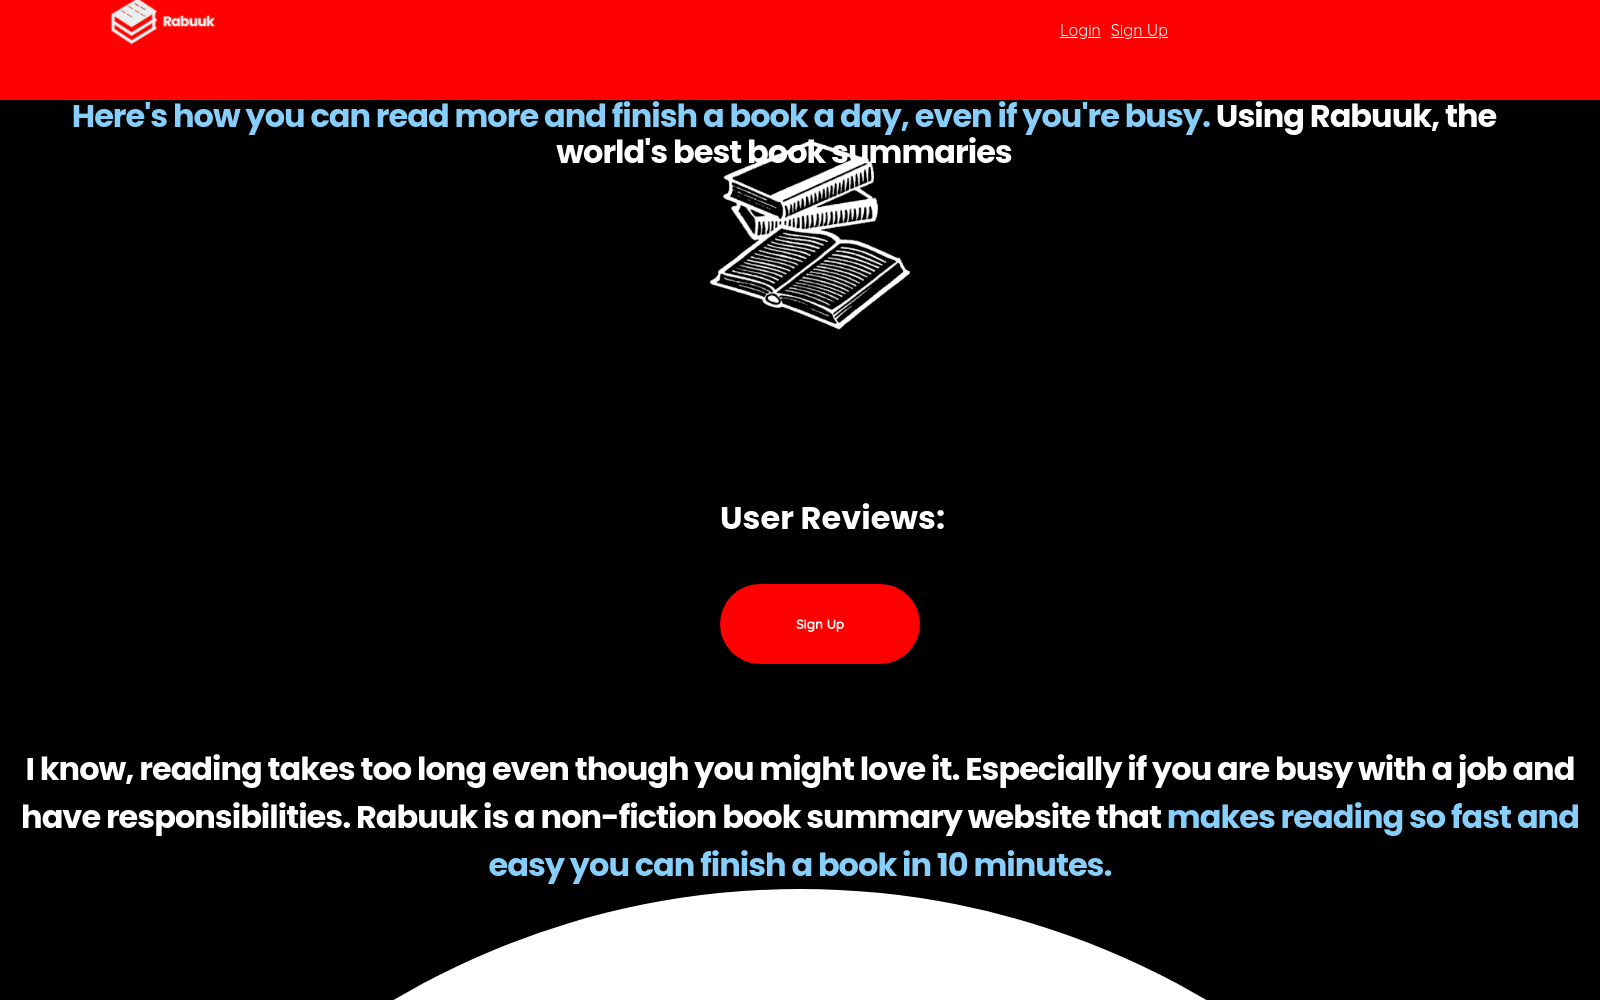 Rabuuk
Login Sign Up
Here's how you can read more and finish a book a day, even if you're busy. Using Rabuuk, the
world's best book summaries
User Reviews:
Sign Up
I know, reading takes too long even though you might love it. Especially if you are busy with a job and
have responsibilities. Rabuuk is a non-fiction book summary website that makes reading so fast and
easy you can finish a book in 10 minutes.